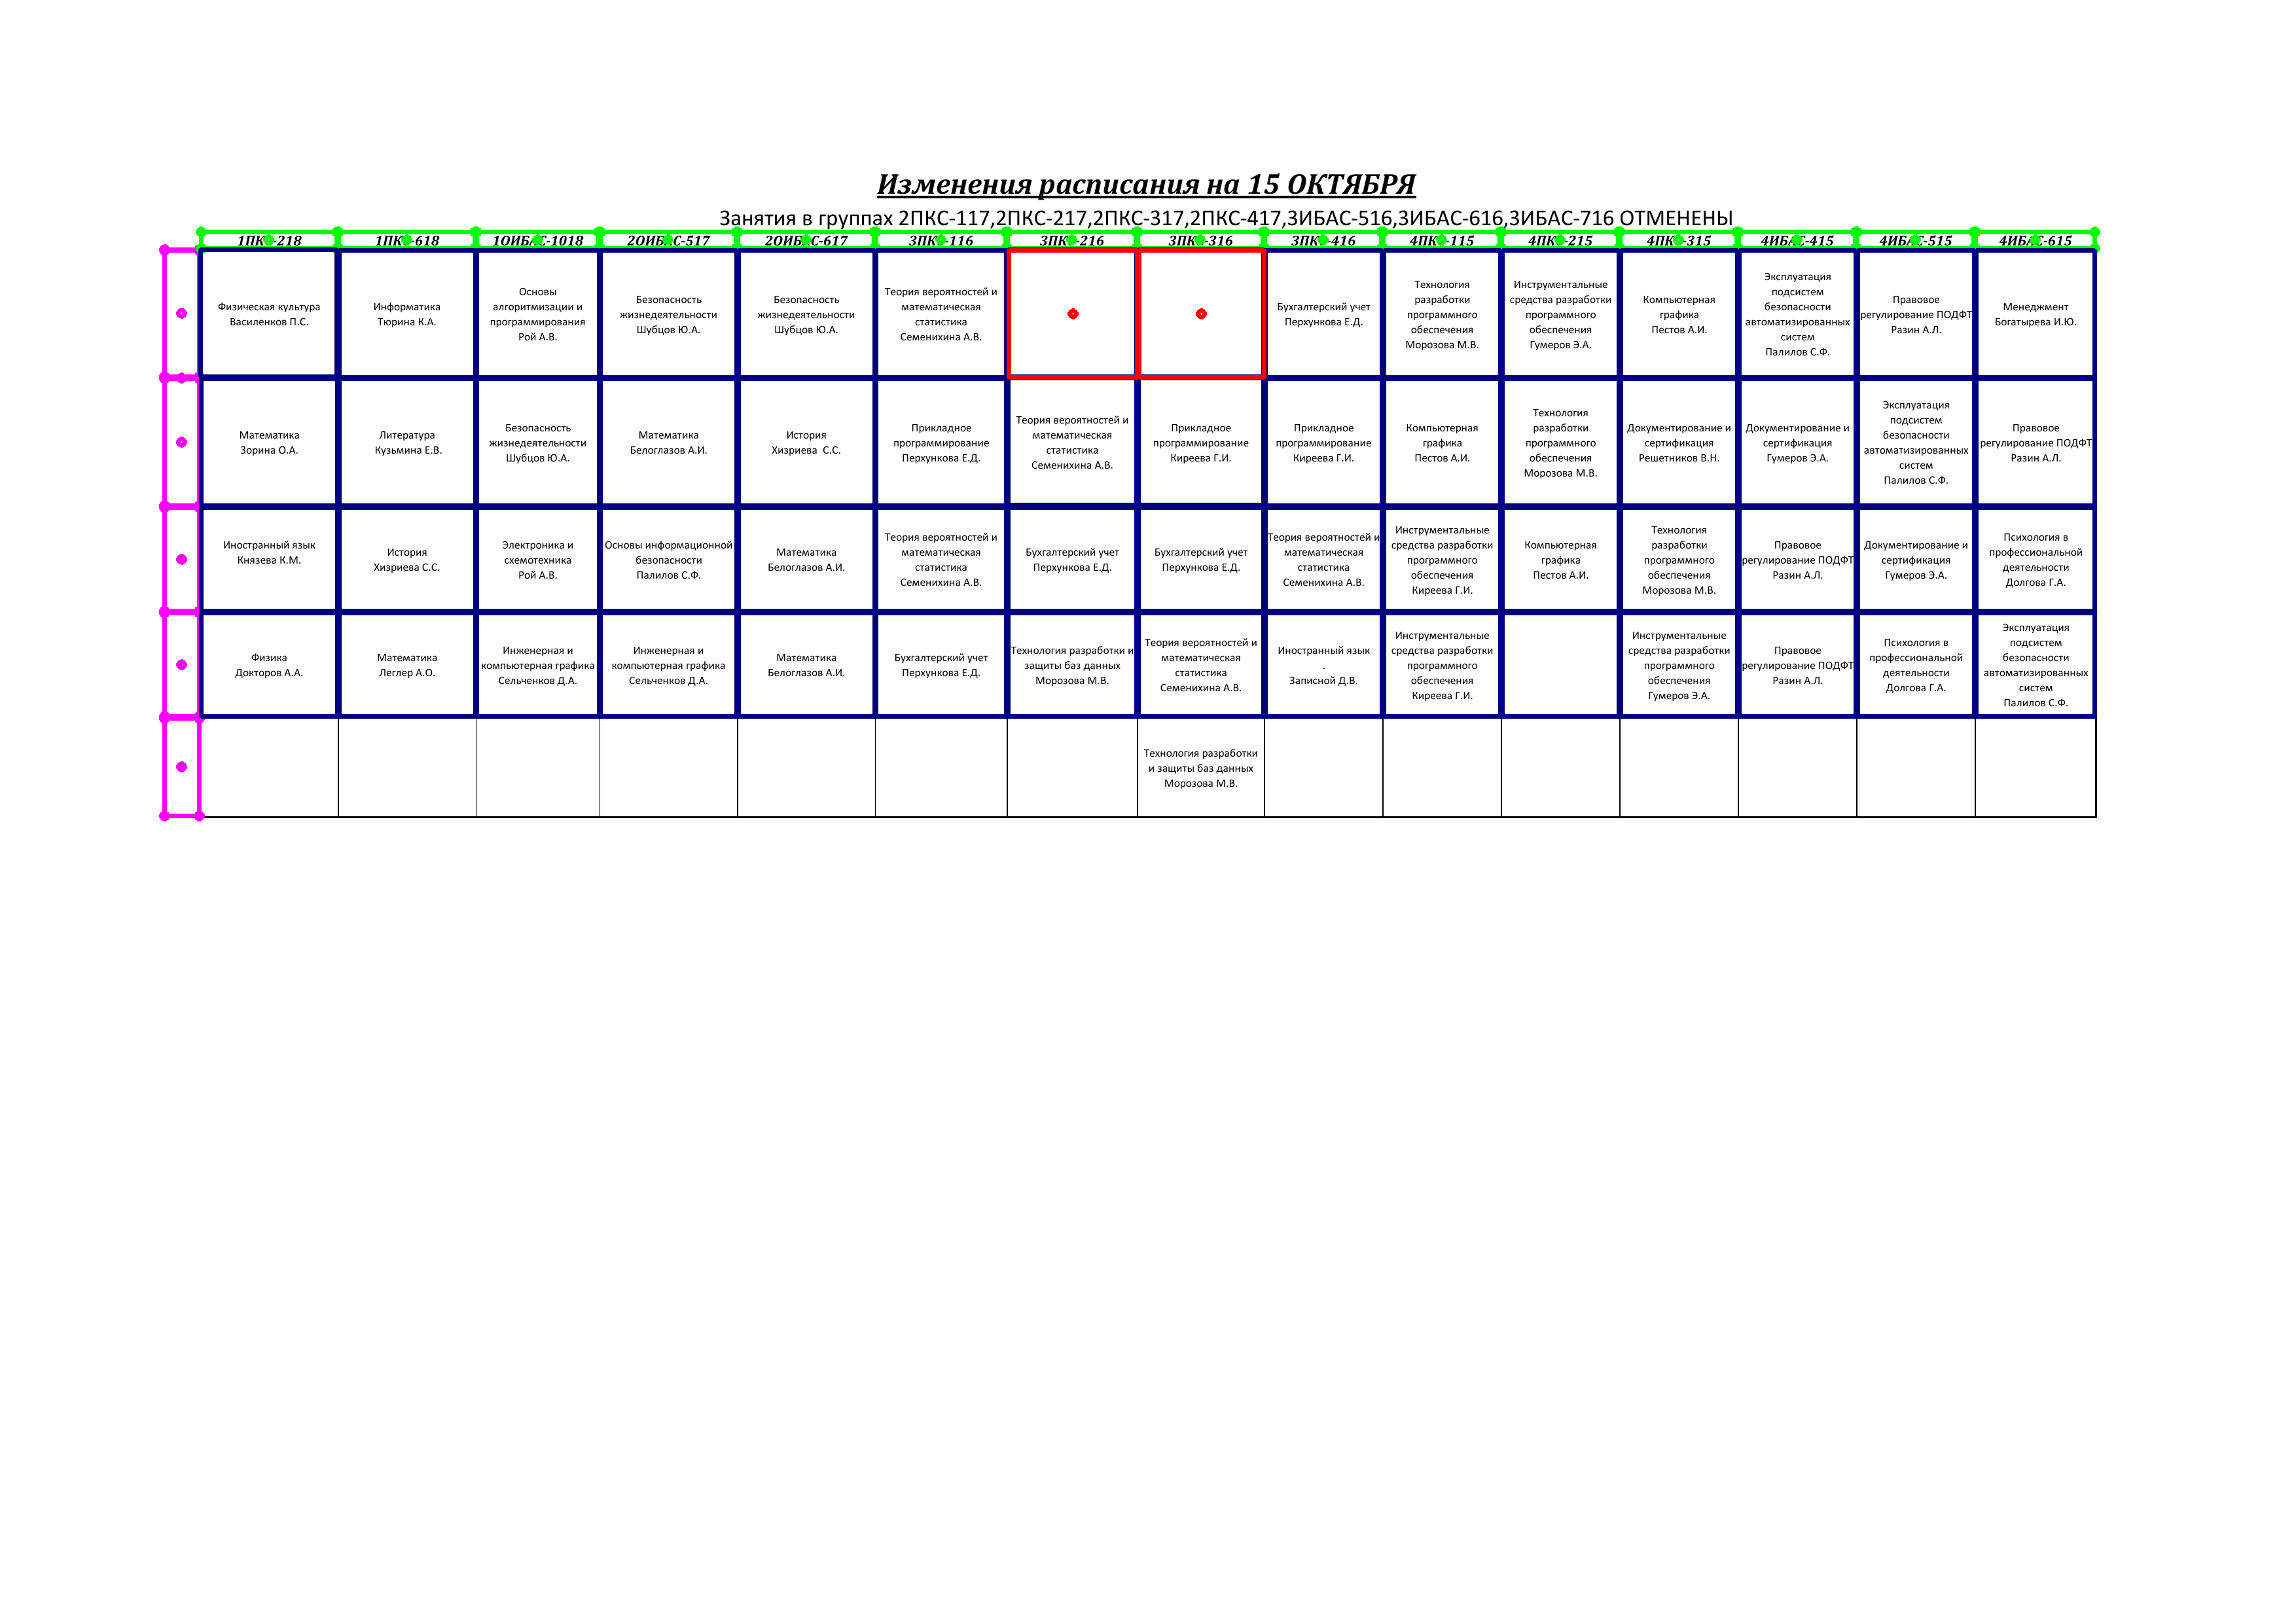 Изменения расписания на 15 ОКТЯБРЯ
Занятия в группах 2ПКС-117,2ПКС-217,2ПКС-317,2ПКС-417,3ИБАС-516,3ИБАС-616,3ИБАС-716 ОТМЕНЕНЫ
1ПКС-218 1ПКС-618 1ОИБАС-1018 2ОИБАС-517 2ОИБАС-617 3ПКС-116 3ПКС-216 3ПКС-316 3ПКС-416 4ПКС-115 4ПКС-215 4ПКС-315 4ИБАС-415 4ИБАС-515 4ИБАС-615
Физическая культура
Василенков П.С.
Информатика
Тюрина К.А.
Основы
алгоритмизации и
программирования
Рой А.В.
Безопасность
жизнедеятельности
Шубцов Ю.А.
Безопасность
жизнедеятельности
Шубцов Ю.А.
Теория вероятностей и
математическая
статистика
Семенихина А.В.
Бухгалтерский учет
Перхункова Е.Д.
Технология
разработки
программного
обеспечения
Морозова М.В.
Инструментальные
средства разработки
программного
обеспечения
Гумеров Э.А.
Компьютерная
графика
Пестов А.И.
Эксплуатация
подсистем
безопасности
автоматизированных
систем
Палилов С.Ф.
Правовое
регулирование ПОДФТ
Разин А.Л.
Менеджмент
Богатырева И.Ю.
Математика
Зорина О.А.
Литература
Кузьмина Е.В.
Безопасность
жизнедеятельности
Шубцов Ю.А.
Математика
Белоглазов А.И.
История
Хизриева С.С.
Прикладное
программирование
Перхункова Е.Д.
Теория вероятностей и
математическая
статистика
Семенихина А.В.
Прикладное
программирование
Киреева Г.И.
Прикладное
программирование
Киреева Г.И.
Компьютерная
графика
Пестов А.И.
Технология
разработки
программного
обеспечения
Морозова М.В.
Документирование и
сертификация
Решетников В.Н.
Документирование и
сертификация
Гумеров Э.А.
Эксплуатация
подсистем
безопасности
автоматизированных
систем
Палилов С.Ф.
Правовое
регулирование ПОДФТ
Разин А.Л.
Иностранный язык
Князева К.М.
История
Хизриева С.С.
Электроника и
схемотехника
Рой А.В.
Основы информационной
безопасности
Палилов С.Ф.
Математика
Белоглазов А.И.
Теория вероятностей и
математическая
статистика
Семенихина А.В.
Бухгалтерский учет
Перхункова Е.Д.
Бухгалтерский учет
Перхункова Е.Д.
Теория вероятностей и
математическая
статистика
Семенихина А.В.
Инструментальные
средства разработки
программного
обеспечения
Киреева Г.И.
Компьютерная
графика
Пестов А.И.
Технология
разработки
программного
обеспечения
Морозова М.В.
Правовое
регулирование ПОДФТ
Разин А.Л.
Документирование и
сертификация
Гумеров Э.А.
Психология в
профессиональной
деятельности
Долгова Г.А.
Физика
Докторов А.А.
Математика
Леглер А.О.
Инженерная и
компьютерная графика
Сельченков Д.А.
Инженерная и
компьютерная графика
Сельченков Д.А.
Математика
Белоглазов А.И.
Бухгалтерский учет
Перхункова Е.Д.
Технология разработки и
защиты баз данных
Морозова М.В.
Теория вероятностей и
математическая
статистика
Семенихина А.В.
Иностранный язык
.
Записной Д.В.
Инструментальные
средства разработки
программного
обеспечения
Киреева Г.И.
Инструментальные
средства разработки
программного
обеспечения
Гумеров Э.А.
Правовое
регулирование ПОДФТ
Разин А.Л.
Психология в
профессиональной
деятельности
Долгова Г.А.
Эксплуатация
подсистем
безопасности
автоматизированных
систем
Палилов С.Ф.
Технология разработки
и защиты баз данных
Морозова М.В.